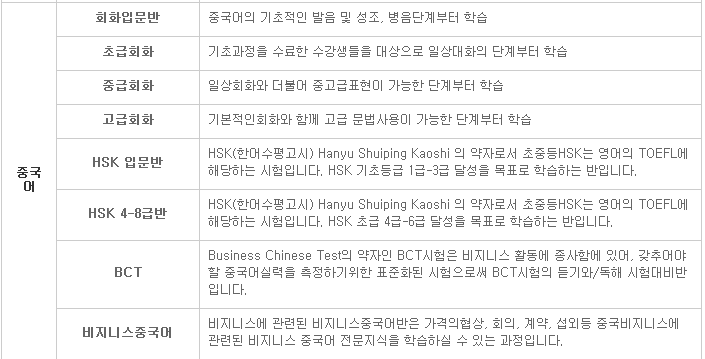 회화입문반
중국어의 기초적인 발음 및 성조, 병음단계부터 학습
초급회화
기초과정을 수료한 수강생들을 대상으로 일상대화의 단계부터 학습
중급회화
일상회화와 더불어 중고급표현이 가능한 단계부터 학습
고급회화
기본적인회화와 함께 고급 문법사용이 가능한 단계부터 학습
중국
어
HSK 입문반
HSK(한어수평고시) Hanyu Shuiping Kaoshi 의 약자로서 초중등HSK는 영어의 TOEFL에
해당하는 시험입니다. HSK 기초등급 1급-3급 달성을 목표로 학습하는 반입니다.
HSK 4-8급반
HSK(한어수평고시) Hanyu Shuiping Kaoshi 의 약자로서 초중등HSK는 영어의 TOEFL에
해당하는 시험입니다. HSK 초급 4급-6급 달성을 목표로 학습하는 반입니다.
BCT
Business Chinese Test의 약자인 BCT시험은 비지니스 활동에 종사함에 있어, 갖추어야
할 중국어실력을 측정하기위한 표준화된 시험으로써 BCT시험의 듣기와/독해 시험대비반
입니다.
비지니스중국어
비지니스에 관련된 비지니스중국어반은 가격의협상, 회의, 계약, 섭외등 중국비지니스에
관련된 비지니스 중국어 전문지식을 학습하실 수 있는 과정입니다.